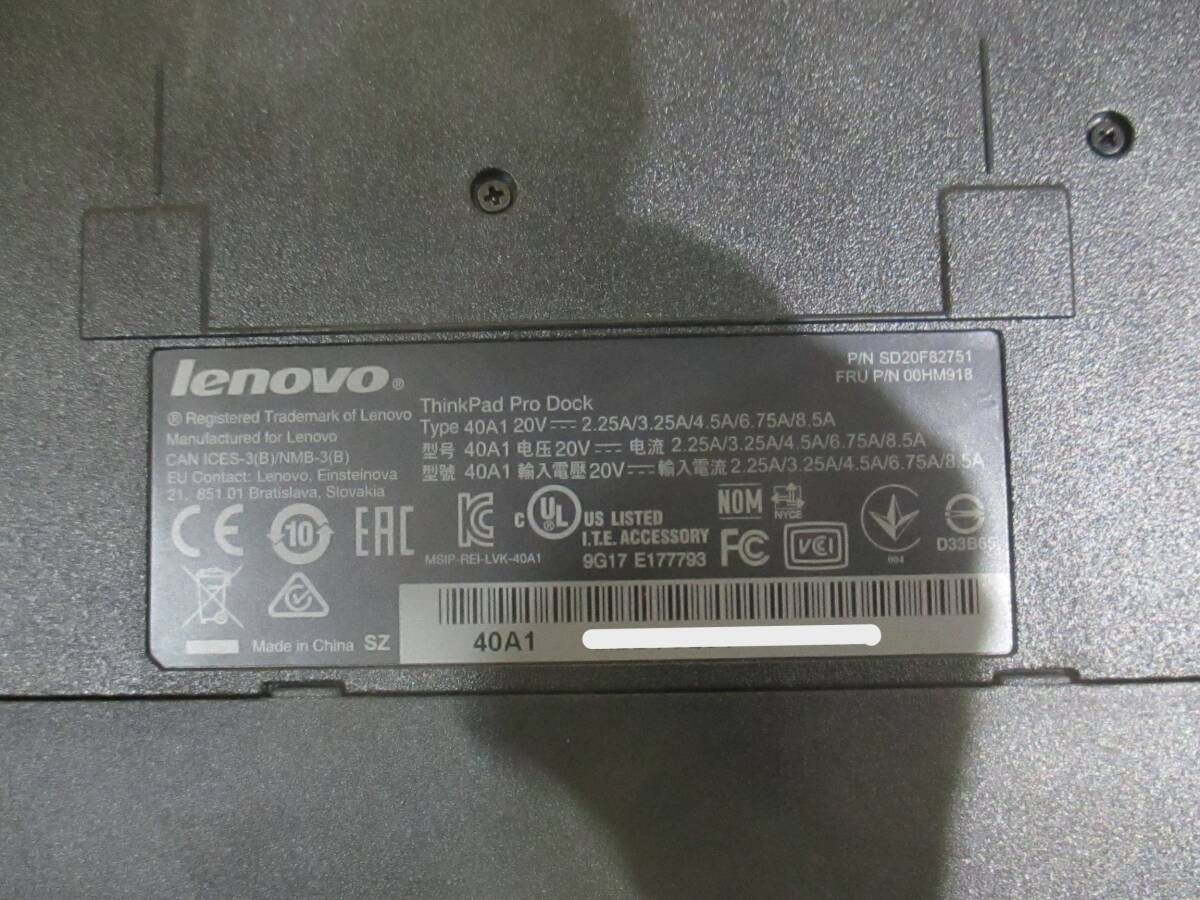 lenovo®
P/N SD20F82751
FRU P/N 00HM918
® Registered Trademark of Lenovo
Manufactured for Lenovo
CAN ICES-3(B)/NMB-3(B)
EU Contact: Lenovo, Einsteinova
21, 851 01 Bratislava, Slovakia
ThinkPad Pro Dock
Type 40A1 20V⎓ 2.25A/3.25A/4.5A/6.75A/8.5A
型号 40A1 电压 20V⎓ 电流 2.25A/3.25A/4.5A/6.75A/8.5A
型號 40A1 輸入電壓 20V⎓ 輸入電流 2.25A/3.25A/4.5A/6.75A/8.5A
CE 10 EAC
MSIP-REI-LVK-40A1
c UL US LISTED
I.T.E. ACCESSORY
9G17 E177793
NOM NYCE
FC VCI
004
Made in China SZ
40A1